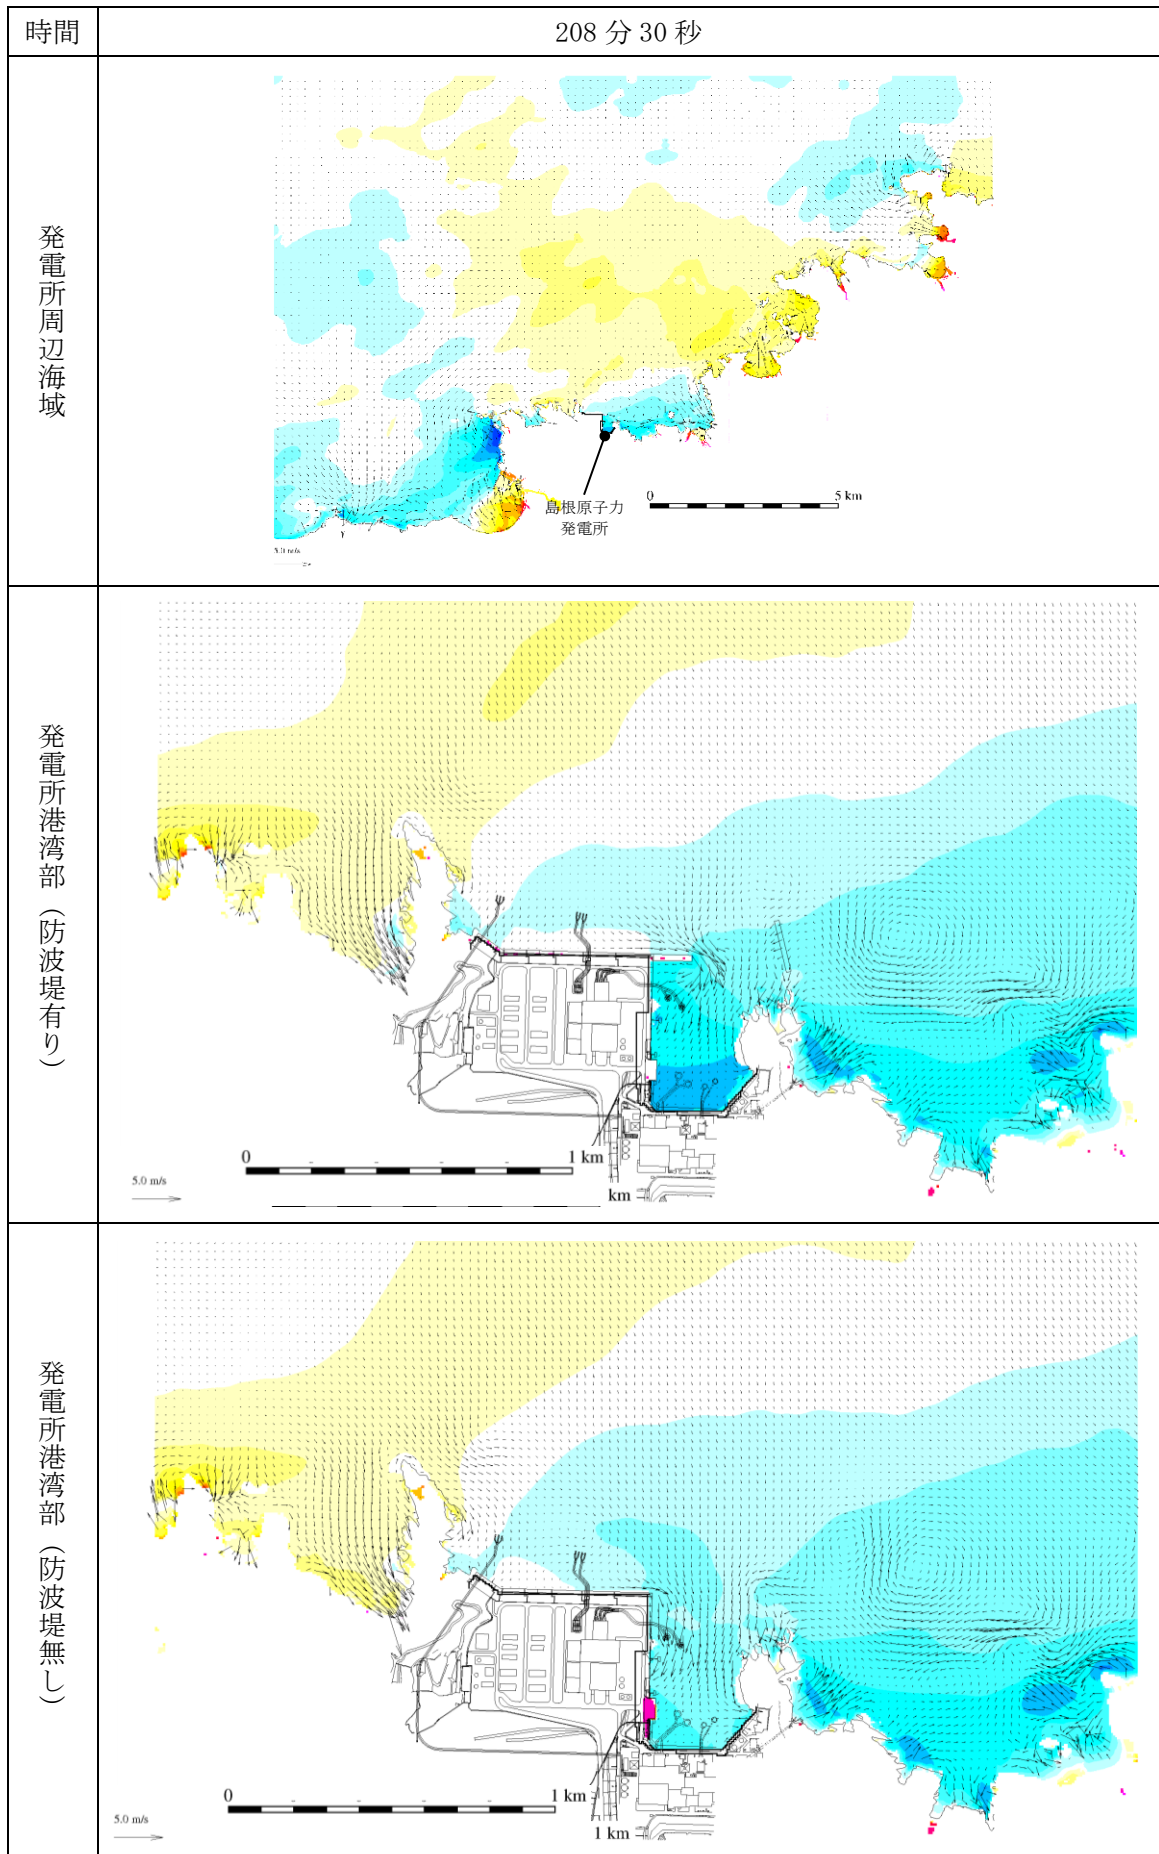 時間
208 分 30 秒
発電所周辺海域
島根原子力
発電所
0
5 km
5.0 m/s
発電所港湾部（防波堤有り）
0
1 km
5.0 m/s
km
発電所港湾部（防波堤無し）
0
1 km
5.0 m/s
1 km